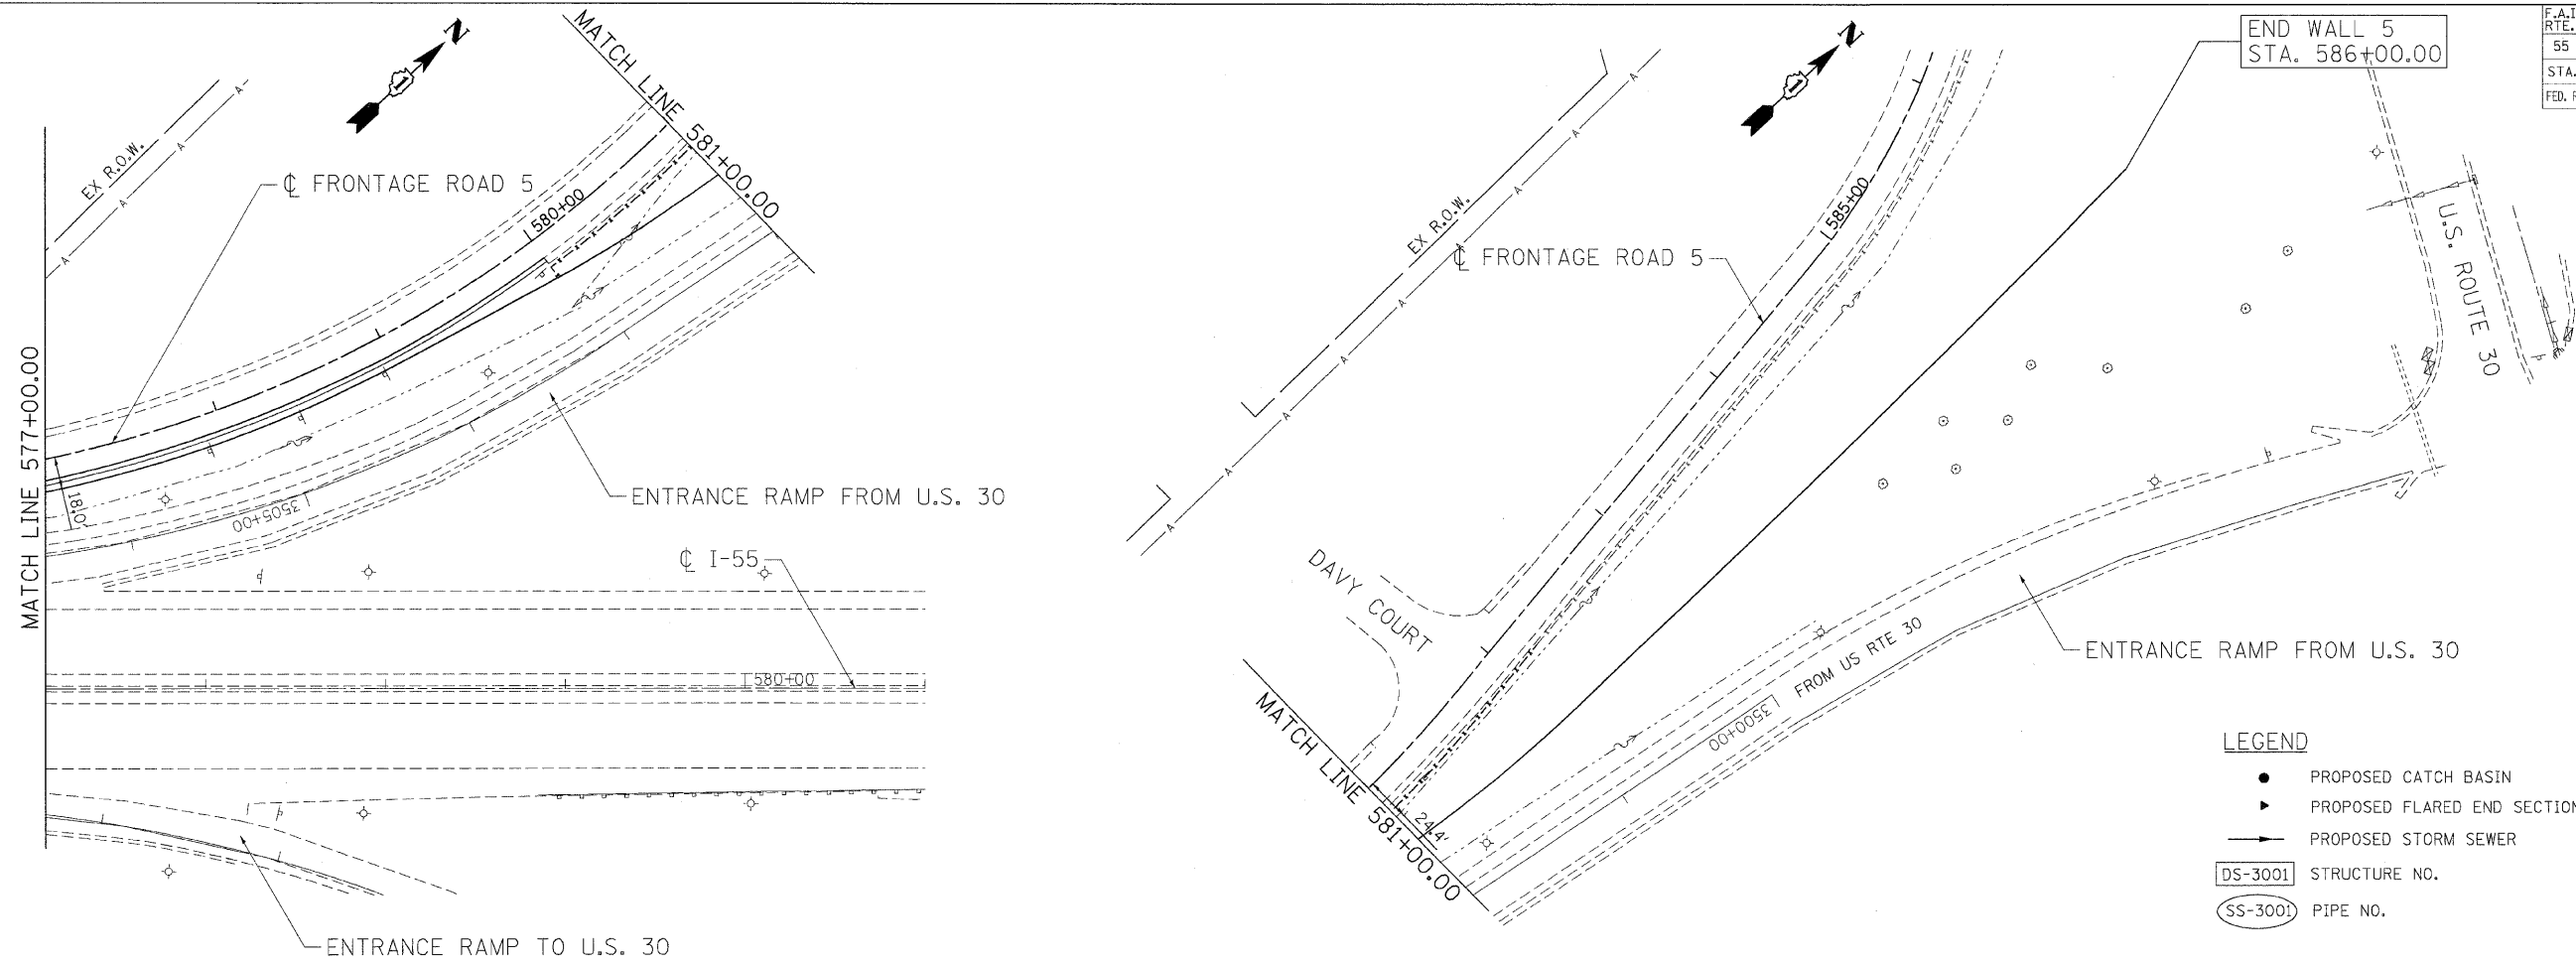 N
MATCH LINE 581+00.00
EX R.O.W.
℄ FRONTAGE ROAD 5
580+00
MATCH LINE 577+00.00
18.0'
3505+00
ENTRANCE RAMP FROM U.S. 30
℄ I-55
580+00
ENTRANCE RAMP TO U.S. 30
N
END WALL 5
STA. 586+00.00
F.A.I
RTE.
55
STA.
FED. R
EX R.O.W.
℄ FRONTAGE ROAD 5
585+00
U.S. ROUTE 30
DAVY COURT
MATCH LINE 581+00.00
24.4'
3500+00
FROM US RTE 30
ENTRANCE RAMP FROM U.S. 30
LEGEND
PROPOSED CATCH BASIN
PROPOSED FLARED END SECTION
PROPOSED STORM SEWER
DS-3001 STRUCTURE NO.
SS-3001 PIPE NO.